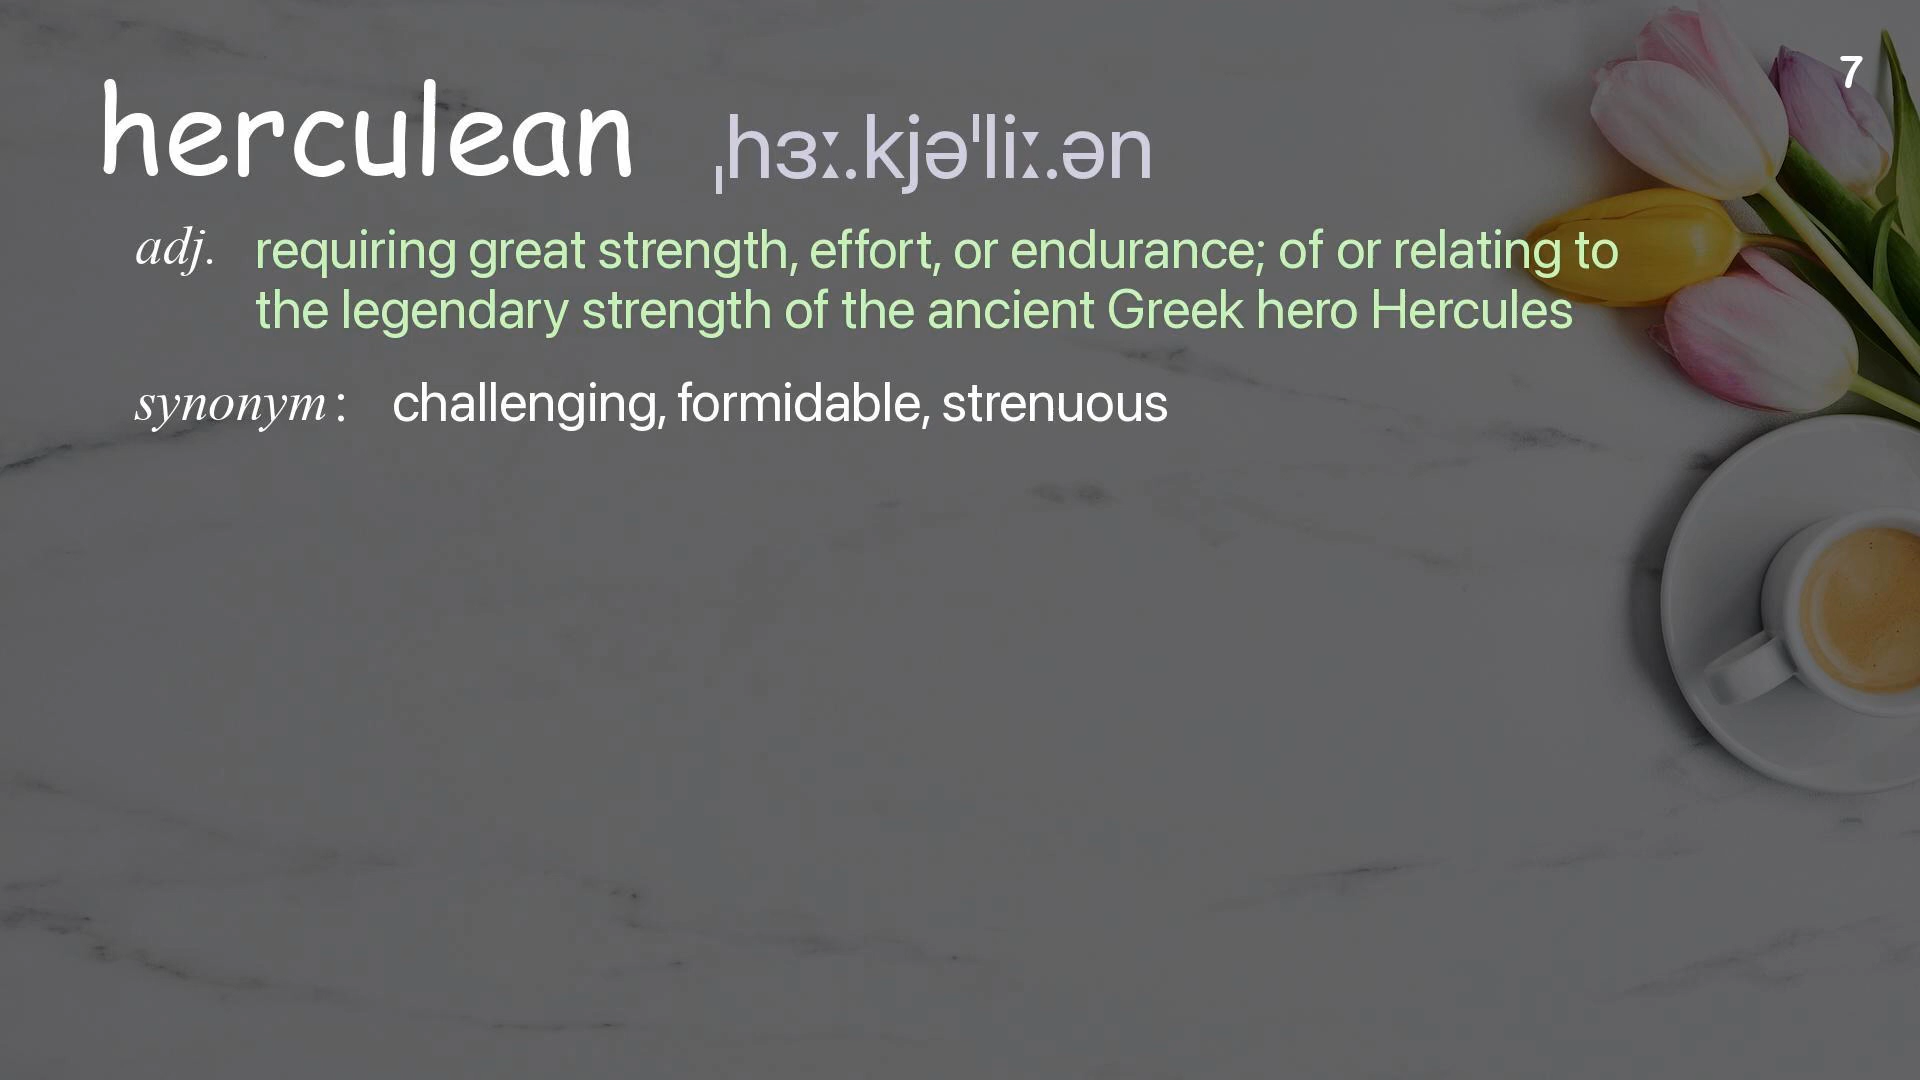 7
herculean ˌhɜː.kjəˈliː.ən
adj. requiring great strength, effort, or endurance; of or relating to
the legendary strength of the ancient Greek hero Hercules
synonym : challenging, formidable, strenuous